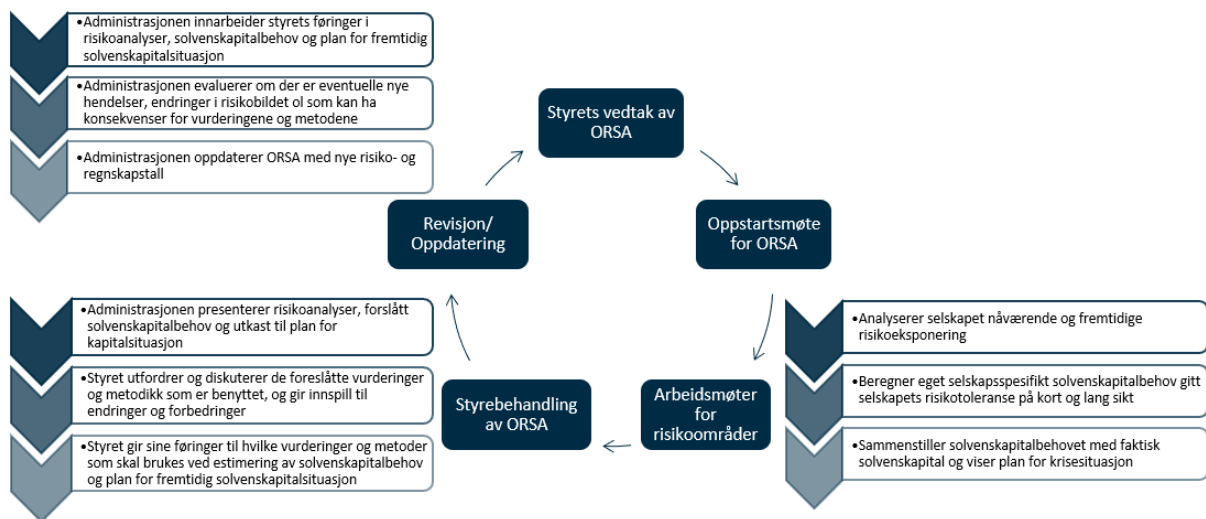 •Administrasjonen innarbeider styrets føringer i
risikoanalyser, solvenskapitalbehov og plan for fremtidig
solvenskapitalsituasjon
•Administrasjonen evaluerer om der er eventuelle nye
hendelser, endringer i risikobildet ol som kan ha
konsekvenser for vurderingene og metodene
•Administrasjonen oppdaterer ORSA med nye risiko- og
regnskapstall
Styrets vedtak av
ORSA
Revisjon/
Oppdatering
Oppstartsmøte
for ORSA
•Administrasjonen presenterer risikoanalyser, forslått
solvenskapitalbehov og utkast til plan for
kapitalsituasjon
•Styret utfordrer og diskuterer de foreslåtte vurderinger
og metodikk som er benyttet, og gir innspill til
endringer og forbedringer
•Styret gir sine føringer til hvilke vurderinger og metoder
som skal brukes ved estimering av solvenskapitalbehov
og plan for fremtidig solvenskapitalsituasjon
Styrebehandling
av ORSA
Arbeidsmøter
for
risikoområder
•Analyserer selskapet nåværende og fremtidige
risikoeksponering
•Beregner eget selskapsspesifikt solvenskapitalbehov gitt
selskapets risikotoleranse på kort og lang sikt
•Sammenstiller solvenskapitalbehovet med faktisk
solvenskapital og viser plan for krisesituasjon